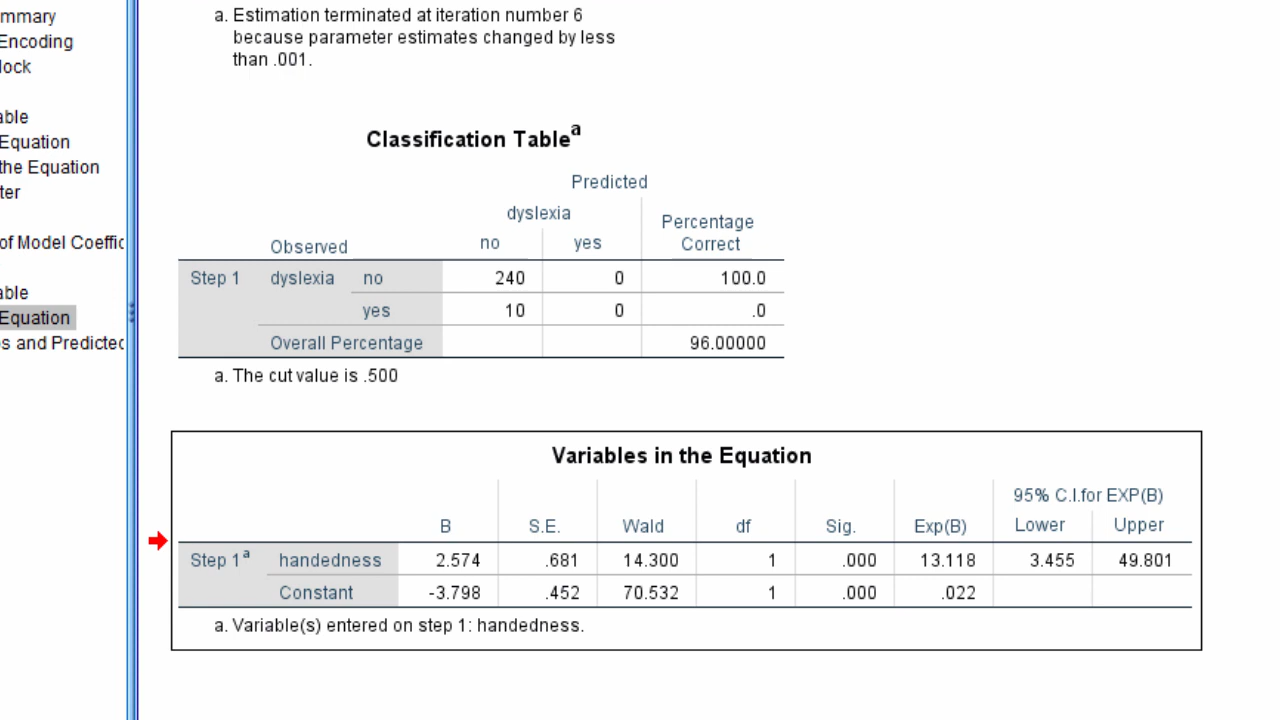 mmary
Encoding
lock
able
Equation
the Equation
ter
of Model Coeffic
able
Equation
s and Predicted
a. Estimation terminated at iteration number 6
because parameter estimates changed by less
than .001.
Classification Tableª
Predicted
dyslexia Percentage
Observed no yes Correct
Step 1 dyslexia no 240 0 100.0
yes 10 0 .0
Overall Percentage 96.00000
a. The cut value is .500
Variables in the Equation
95% C.I.for EXP(B)
B S.E. Wald df Sig. Exp(B) Lower Upper
Step 1ª handedness 2.574 .681 14.300 1 .000 13.118 3.455 49.801
Constant -3.798 .452 70.532 1 .000 .022
a. Variable(s) entered on step 1: handedness.